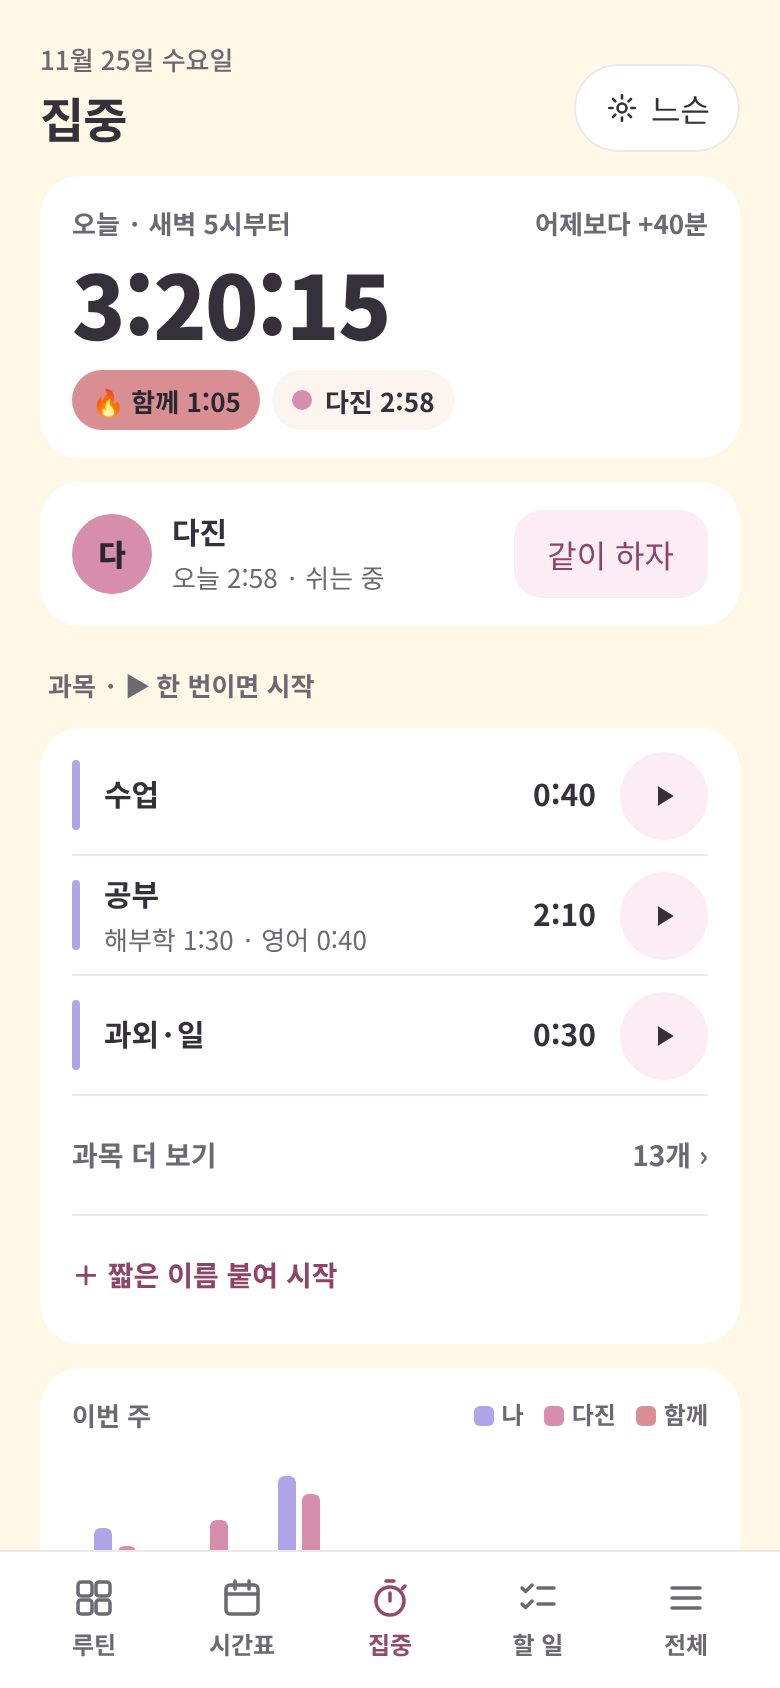 11월 25일 수요일
집중
느슨
오늘 · 새벽 5시부터
어제보다 +40분
3:20:15
🔥 함께 1:05
다진 2:58
다
다진
오늘 2:58 · 쉬는 중
같이 하자
과목 · ▶ 한 번이면 시작
수업
0:40
공부
해부학 1:30 · 영어 0:40
2:10
과외·일
0:30
과목 더 보기
13개 ›
+ 짧은 이름 붙여 시작
이번 주
나
다진
함께
루틴
시간표
집중
할 일
전체